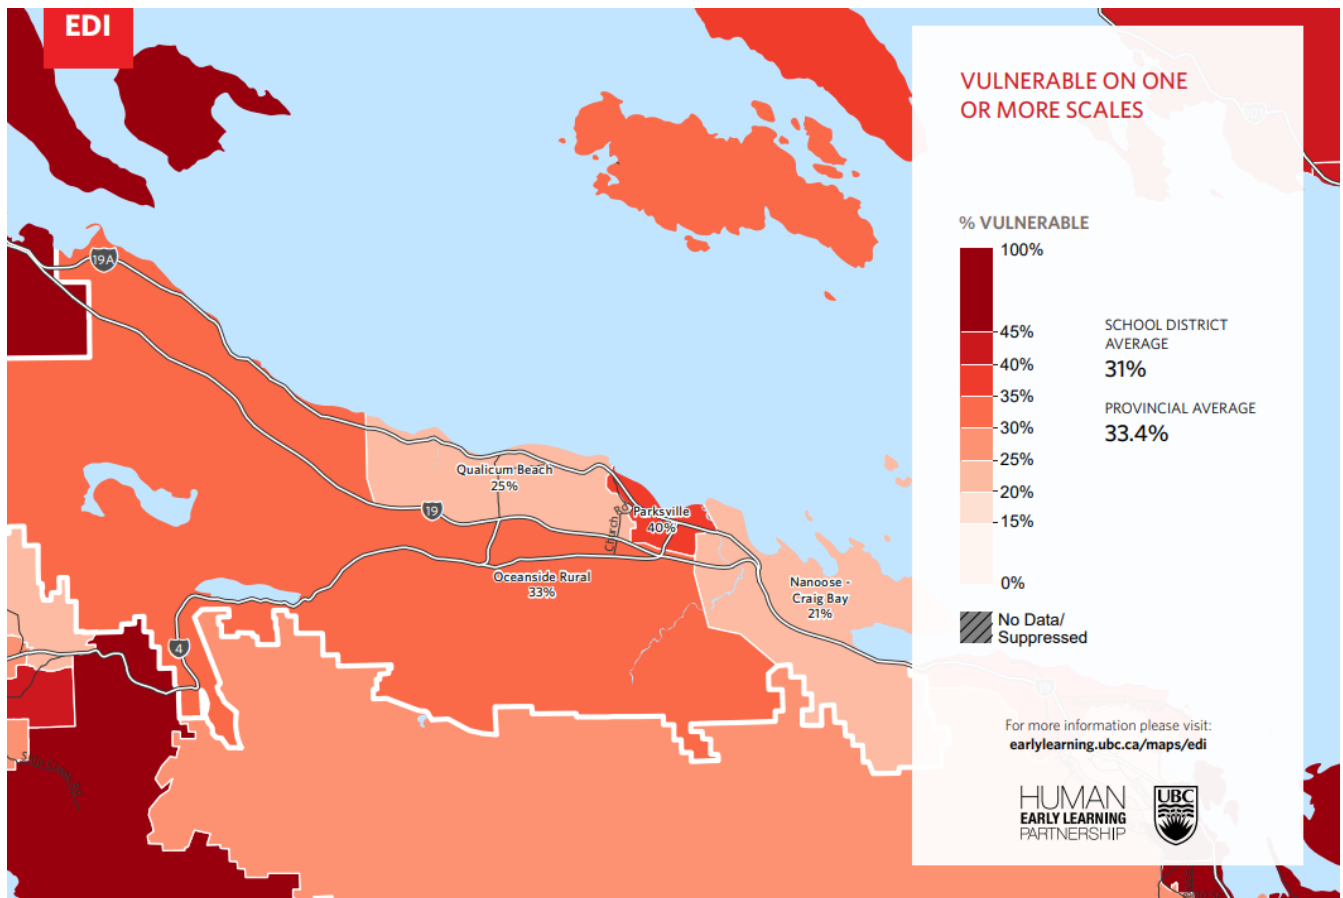 EDI
VULNERABLE ON ONE
OR MORE SCALES
% VULNERABLE
100%
45%
40%
35%
30%
25%
20%
15%
0%
SCHOOL DISTRICT
AVERAGE
31%
PROVINCIAL AVERAGE
33.4%
No Data/
Suppressed
For more information please visit:
earlylearning.ubc.ca/maps/edi
HUMAN
EARLY LEARNING
PARTNERSHIP
UBC
19A
Qualicum Beach
25%
19
Parksville
40%
Church Rd
Oceanside Rural
33%
Nanoose -
Craig Bay
21%
4